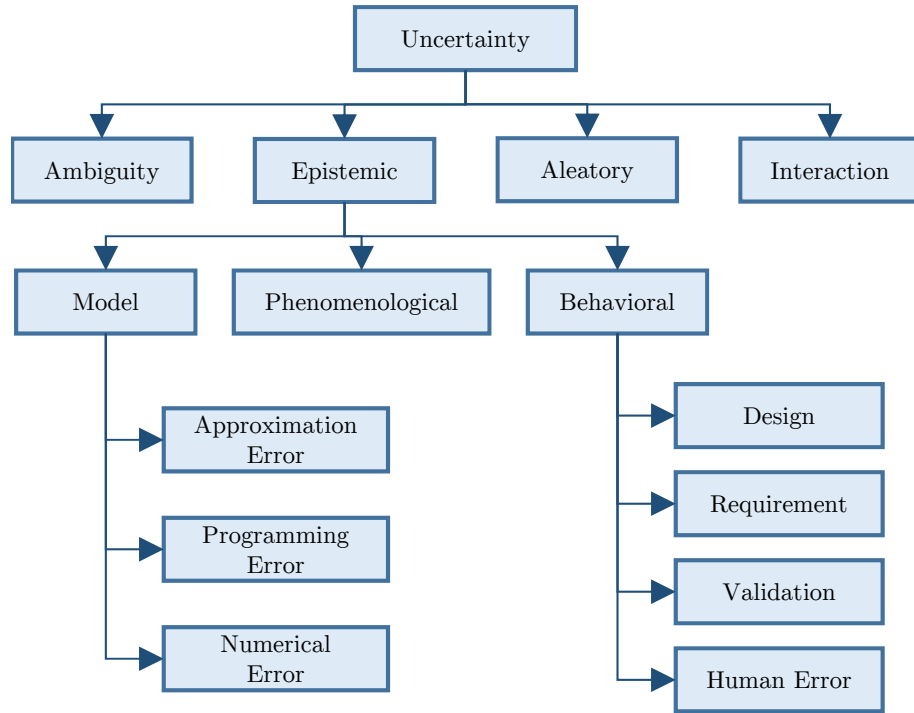 Uncertainty
Ambiguity
Epistemic
Aleatory
Interaction
Model
Phenomenological
Behavioral
Approximation
Error
Programming
Error
Numerical
Error
Design
Requirement
Validation
Human Error